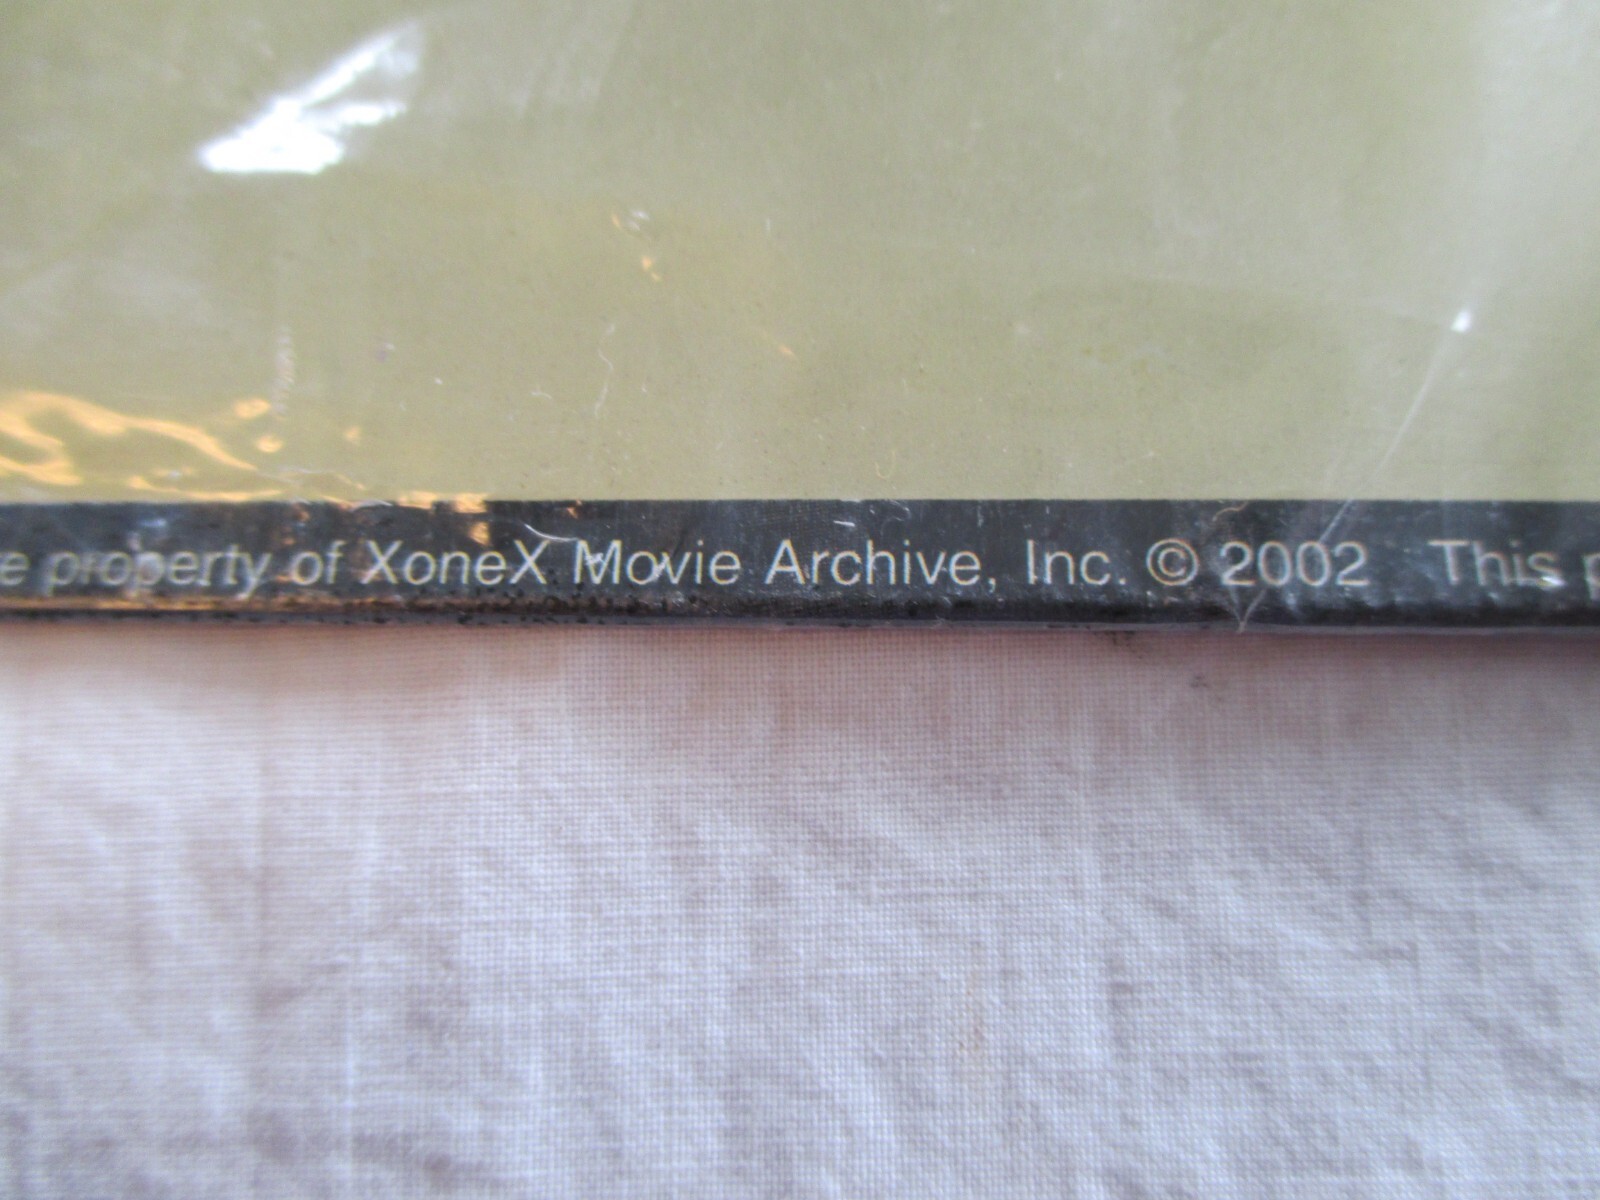 e property of XoneX Movie Archive, Inc. © 2002 This p